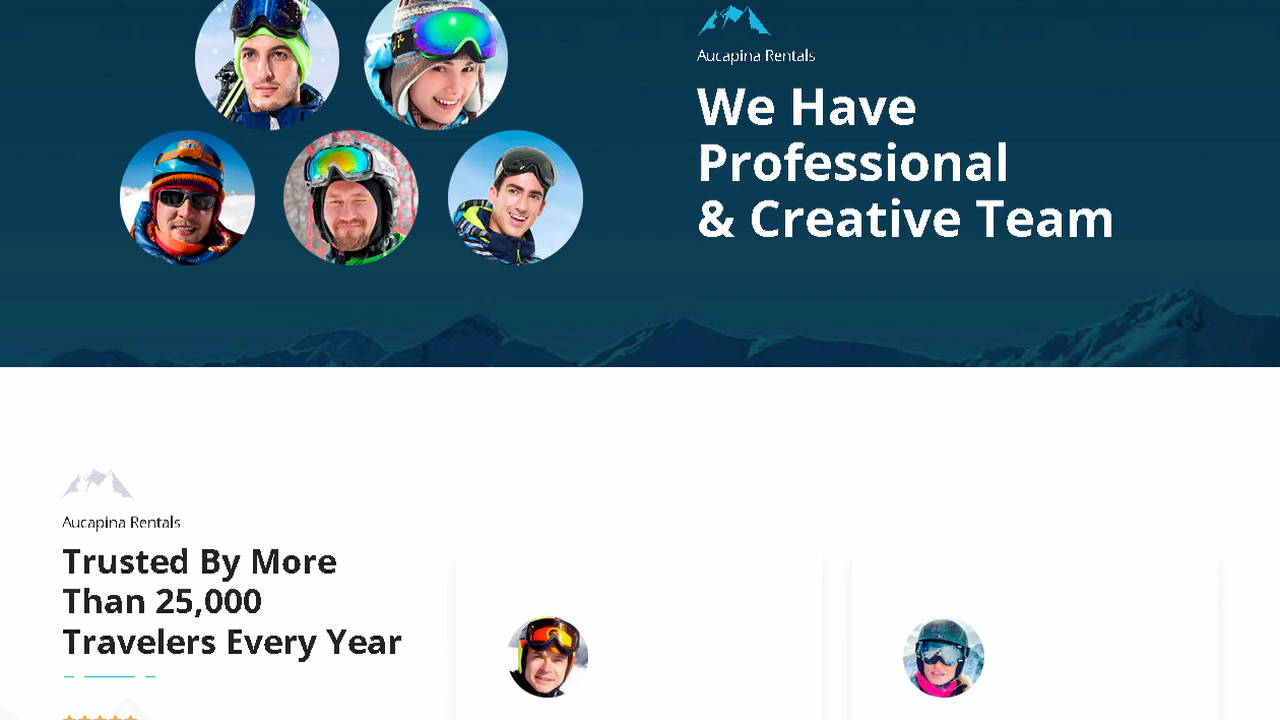 Aucapina Rentals
We Have
Professional
& Creative Team
Aucapina Rentals
Trusted By More
Than 25,000
Travelers Every Year